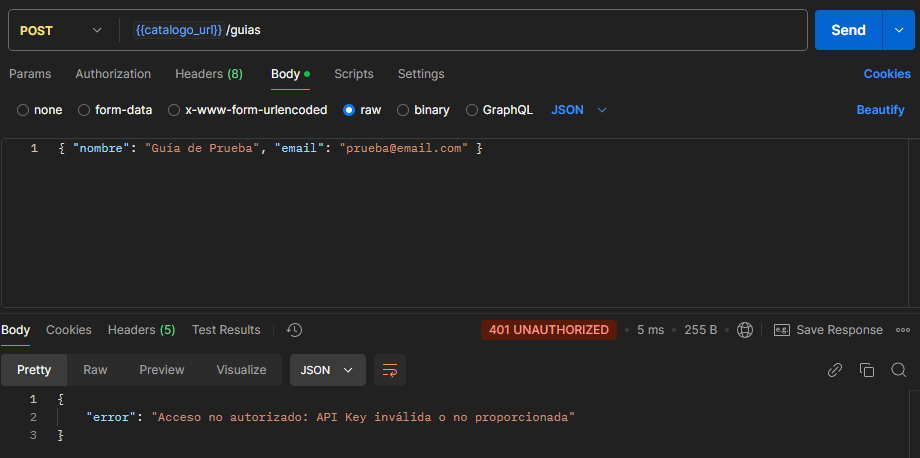 POST {{catalogo_url}} /guias Send
Params Authorization Headers (8) Body Scripts Settings Cookies
none form-data x-www-form-urlencoded raw binary GraphQL JSON Beautify
1 { "nombre": "Guía de Prueba", "email": "prueba@email.com" }
Body Cookies Headers (5) Test Results 401 UNAUTHORIZED 5 ms 255 B e.g. Save Response
Pretty Raw Preview Visualize JSON
1 {
2 "error": "Acceso no autorizado: API Key inválida o no proporcionada"
3 }